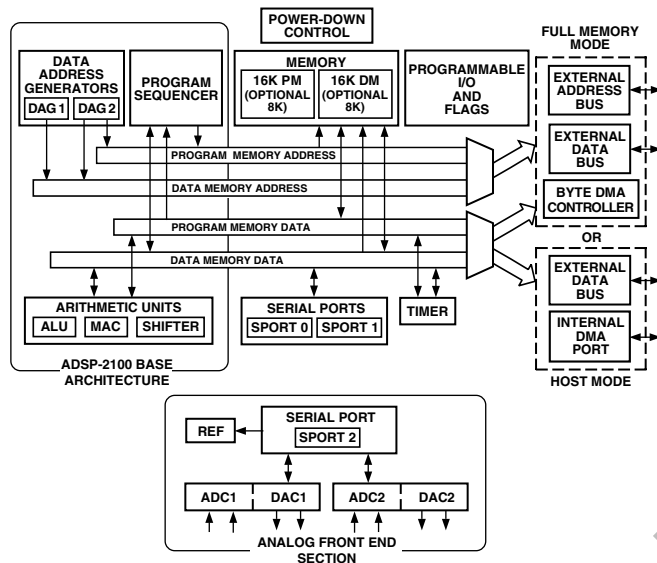 POWER-DOWN
CONTROL
FULL MEMORY
MODE
DATA
ADDRESS
GENERATORS
DAG 1
DAG 2
PROGRAM
SEQUENCER
MEMORY
16K PM
(OPTIONAL
8K)
16K DM
(OPTIONAL
8K)
PROGRAMMABLE
I/O
AND
FLAGS
EXTERNAL
ADDRESS
BUS
EXTERNAL
DATA
BUS
BYTE DMA
CONTROLLER
OR
PROGRAM MEMORY ADDRESS
DATA MEMORY ADDRESS
PROGRAM MEMORY DATA
DATA MEMORY DATA
EXTERNAL
DATA
BUS
INTERNAL
DMA
PORT
HOST MODE
ARITHMETIC UNITS
ALU
MAC
SHIFTER
SERIAL PORTS
SPORT 0
SPORT 1
TIMER
ADSP-2100 BASE
ARCHITECTURE
REF
SERIAL PORT
SPORT 2
ADC1
DAC1
ADC2
DAC2
ANALOG FRONT END
SECTION